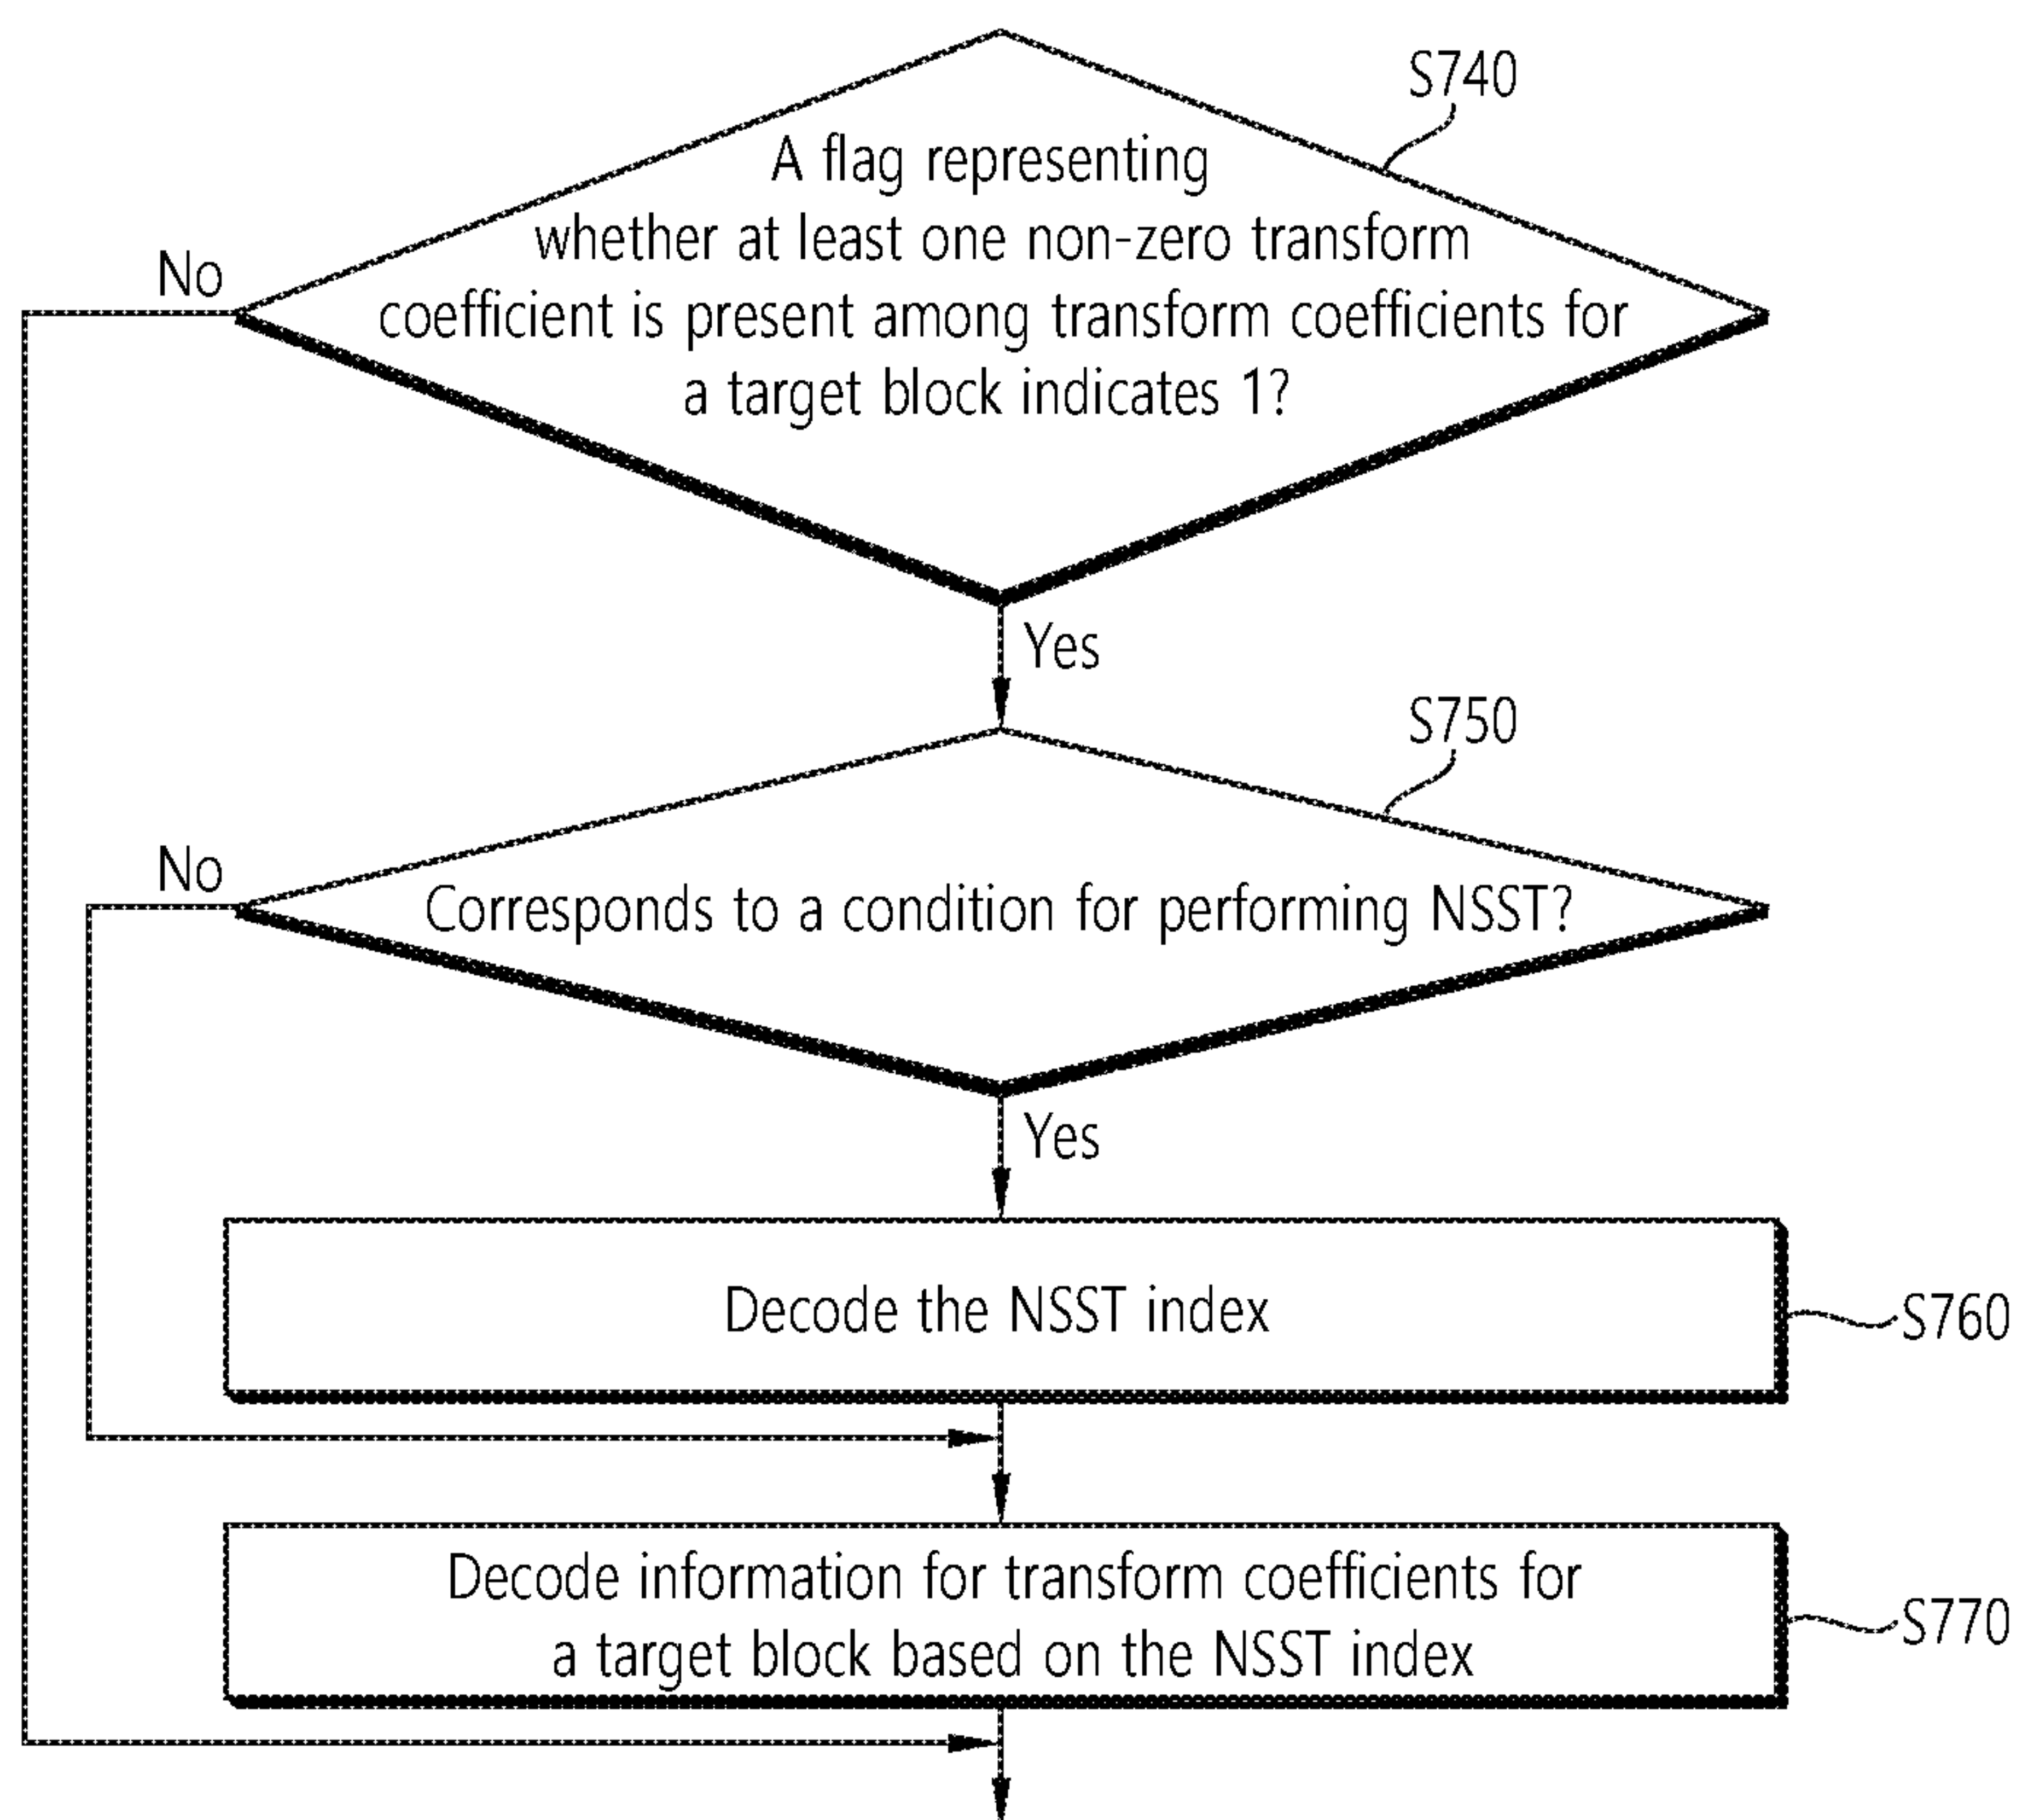 S740
A flag representing
whether at least one non-zero transform
coefficient is present among transform coefficients for
a target block indicates 1?
No
Yes
S750
No
Corresponds to a condition for performing NSST?
Yes
Decode the NSST index
S760
Decode information for transform coefficients for
a target block based on the NSST index
S770